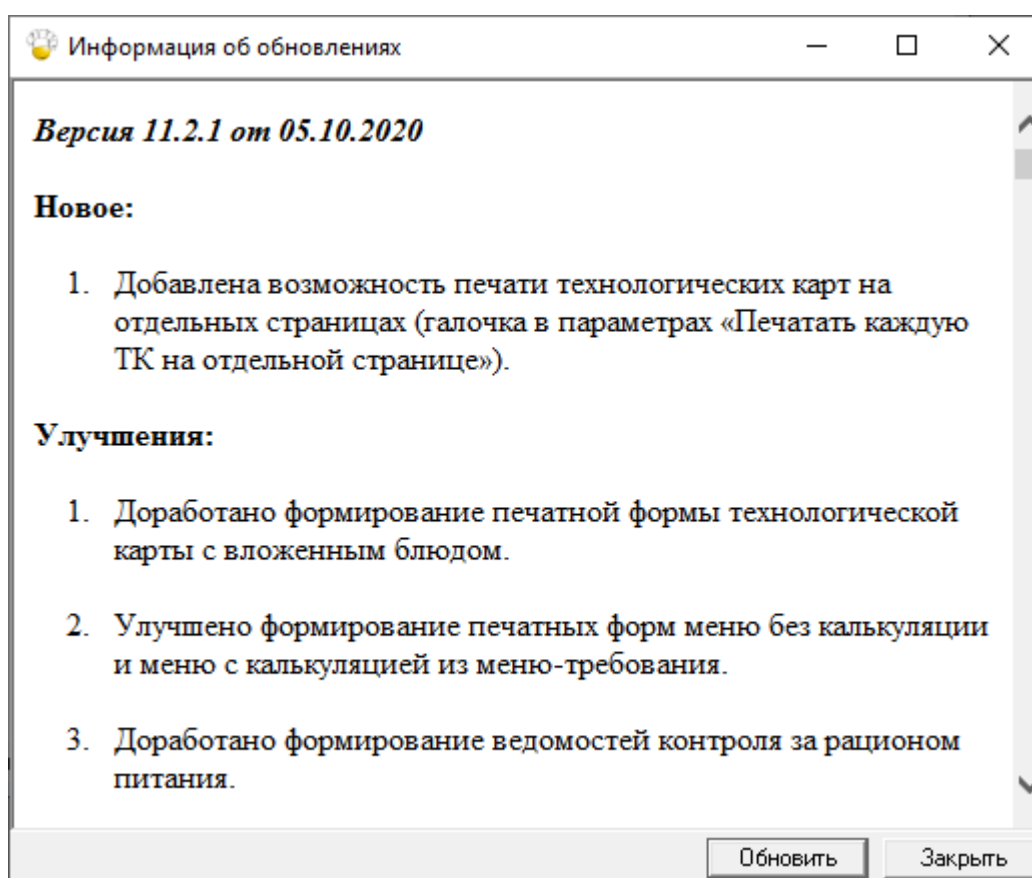 Информация об обновлениях
Версия 11.2.1 от 05.10.2020
Новое:
1. Добавлена возможность печати технологических карт на
отдельных страницах (галочка в параметрах «Печатать каждую
ТК на отдельной странице»).
Улучшения:
1. Доработано формирование печатной формы технологической
карты с вложенным блюдом.
2. Улучшено формирование печатных форм меню без калькуляции
и меню с калькуляцией из меню-требования.
3. Доработано формирование ведомостей контроля за рационом
питания.
Обновить Закрыть